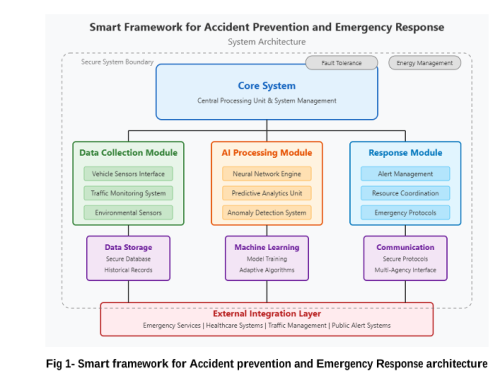 Smart Framework for Accident Prevention and Emergency Response
System Architecture
Secure System Boundary
Fault Tolerance
Energy Management
Core System
Central Processing Unit & System Management
Data Collection Module
Vehicle Sensors Interface
Traffic Monitoring System
Environmental Sensors
AI Processing Module
Neural Network Engine
Predictive Analytics Unit
Anomaly Detection System
Response Module
Alert Management
Resource Coordination
Emergency Protocols
Data Storage
Secure Database
Historical Records
Machine Learning
Model Training
Adaptive Algorithms
Communication
Secure Protocols
Multi-Agency Interface
External Integration Layer
Emergency Services | Healthcare Systems | Traffic Management | Public Alert Systems
Fig 1- Smart framework for Accident prevention and Emergency Response architecture